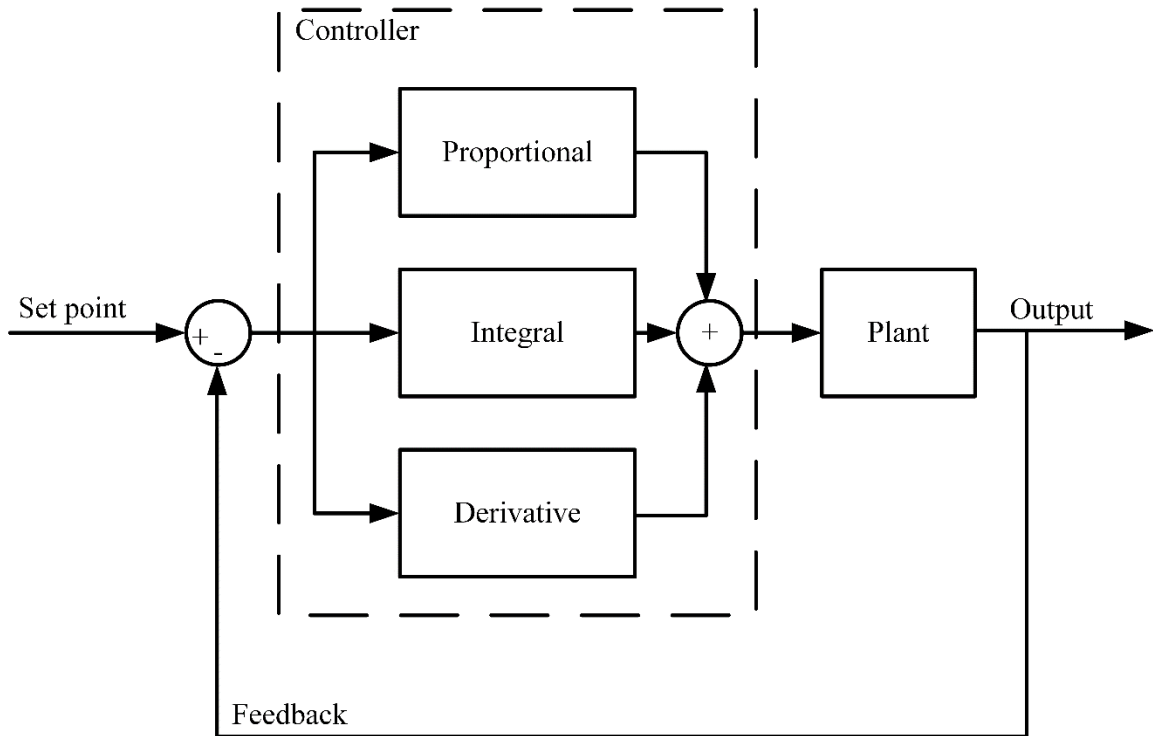 Controller
Proportional
Set point
+
-
Integral
+
Plant
Output
Derivative
Feedback